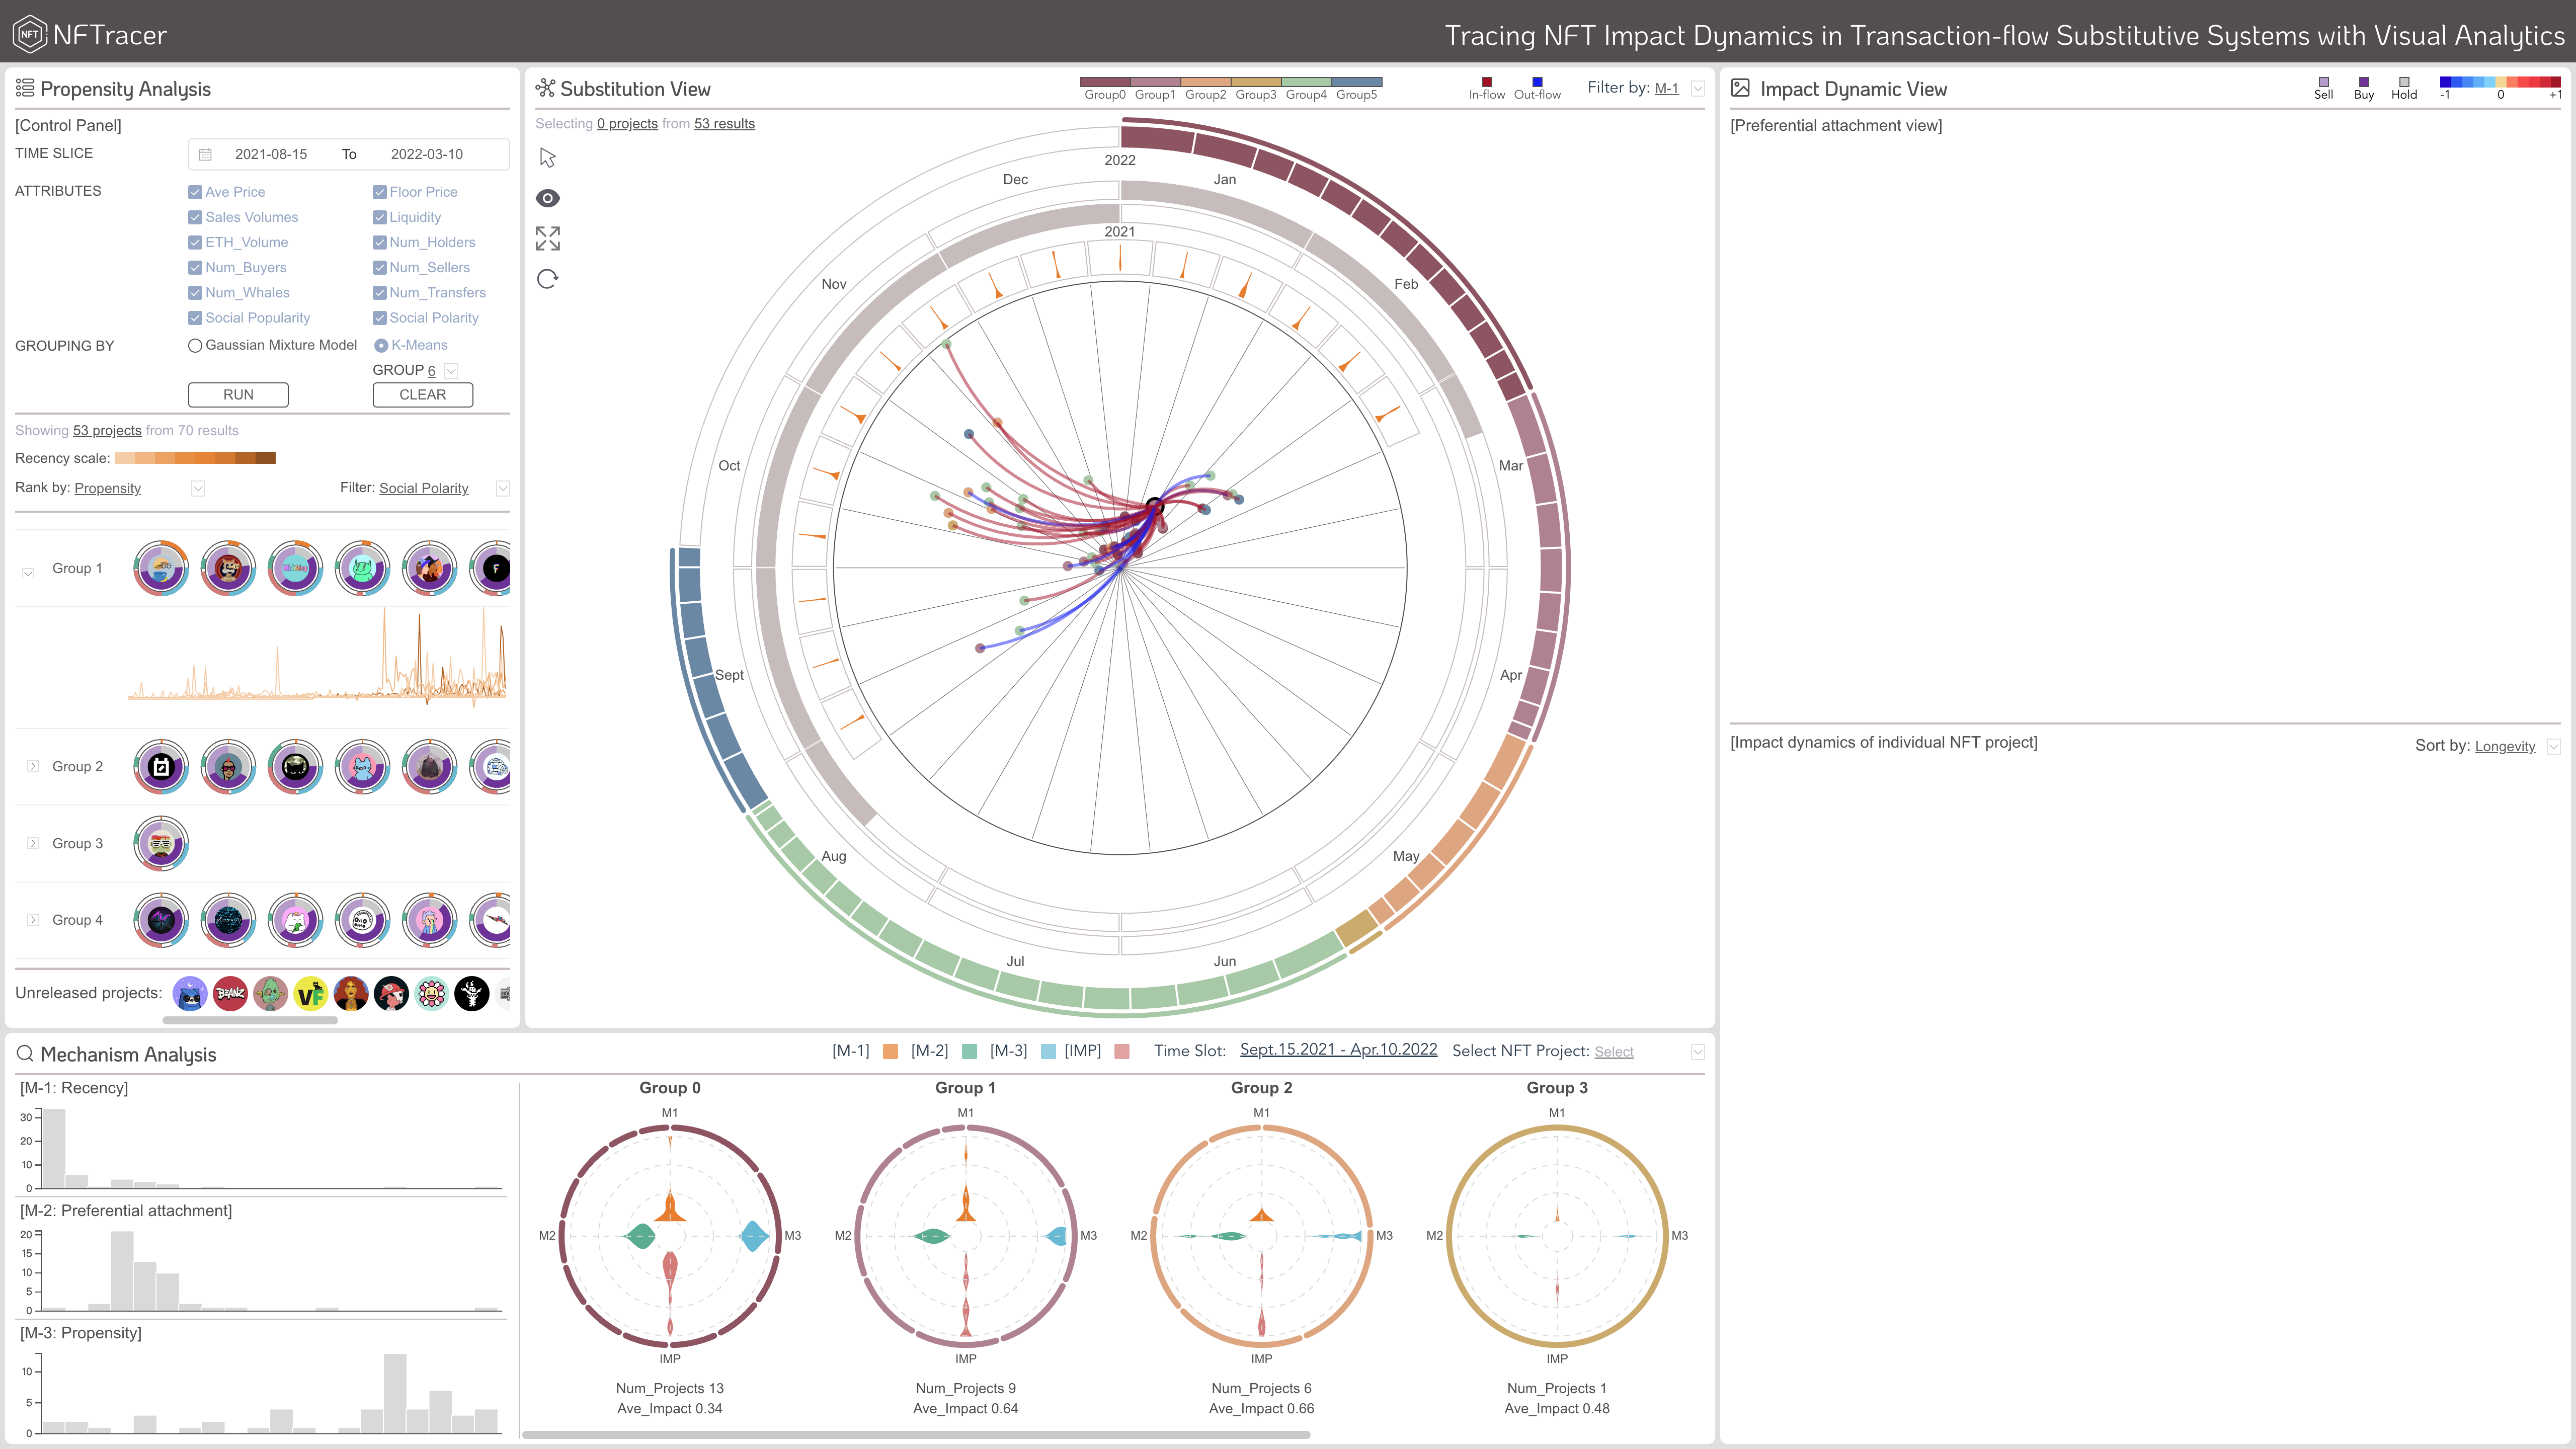 NFT
NFTracer
Tracing NFT Impact Dynamics in Transaction-flow Substitutive Systems with Visual Analytics
Propensity Analysis
[Control Panel]
TIME SLICE
2021-08-15 To 2022-03-10
ATTRIBUTES
Ave Price
Floor Price
Sales Volumes
Liquidity
ETH_Volume
Num_Holders
Num_Buyers
Num_Sellers
Num_Whales
Num_Transfers
Social Popularity
Social Polarity
GROUPING BY
Gaussian Mixture Model
K-Means
GROUP 6
RUN
CLEAR
Showing 53 projects from 70 results
Recency scale:
Rank by: Propensity
Filter: Social Polarity
Group 1
F
Group 2
Group 3
Group 4
Unreleased projects:
BEANZ
VF
Substitution View
Group0 Group1 Group2 Group3 Group4 Group5
In-flow Out-flow
Filter by: M-1
Selecting 0 projects from 53 results
2022
2021
Jan
Feb
Mar
Apr
May
Jun
Jul
Aug
Sept
Oct
Nov
Dec
Impact Dynamic View
Sell Buy Hold
-1 0 +1
[Preferential attachment view]
[Impact dynamics of individual NFT project]
Sort by: Longevity
Mechanism Analysis
[M-1] [M-2] [M-3] [IMP]
Time Slot: Sept.15.2021 - Apr.10.2022
Select NFT Project: Select
[M-1: Recency]
30
20
10
0
[M-2: Preferential attachment]
20
15
10
5
0
[M-3: Propensity]
10
5
0
Group 0
M1
M2
M3
IMP
Num_Projects 13
Ave_Impact 0.34
Group 1
M1
M2
M3
IMP
Num_Projects 9
Ave_Impact 0.64
Group 2
M1
M2
M3
IMP
Num_Projects 6
Ave_Impact 0.66
Group 3
M1
M2
M3
IMP
Num_Projects 1
Ave_Impact 0.48